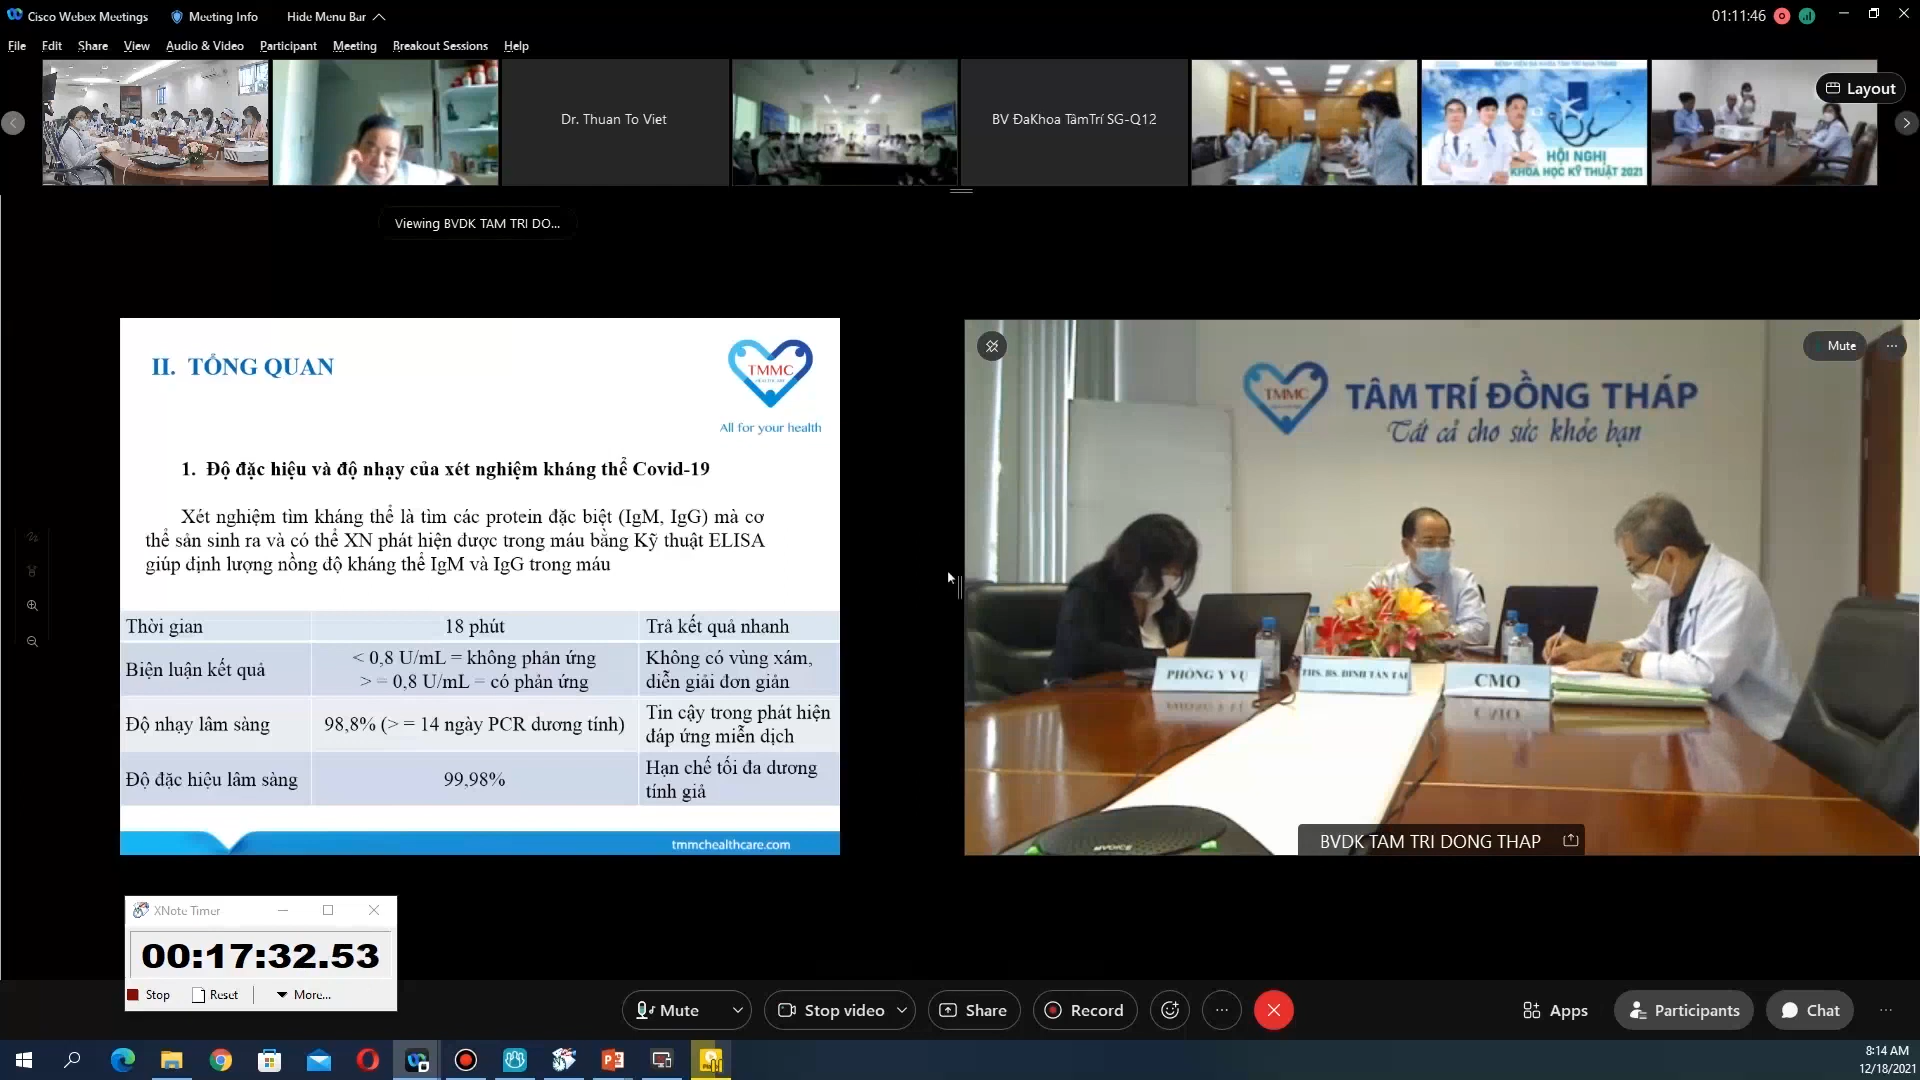 Cisco Webex Meetings
Meeting Info
Hide Menu Bar
01:11:46
File
Edit
Share
View
Audio & Video
Participant
Meeting
Breakout Sessions
Help
Dr. Thuan To Viet
BV ĐaKhoa TâmTrí SG-Q12
HỘI NGHỊ
KHOA HỌC KỸ THUẬT 2021
Layout
Viewing BVDK TAM TRI DO...
II. TỔNG QUAN
TMMC
HEALTHCARE
All for your health
1. Độ đặc hiệu và độ nhạy của xét nghiệm kháng thể Covid-19
Xét nghiệm tìm kháng thể là tìm các protein đặc biệt (IgM, IgG) mà cơ
thể sản sinh ra và có thể XN phát hiện được trong máu bằng Kỹ thuật ELISA
giúp định lượng nồng độ kháng thể IgM và IgG trong máu
Thời gian
18 phút
Trả kết quả nhanh
Biện luận kết quả
< 0,8 U/mL = không phản ứng
> = 0,8 U/mL = có phản ứng
Không có vùng xám,
diễn giải đơn giản
Độ nhạy lâm sàng
98,8% (> = 14 ngày PCR dương tính)
Tin cậy trong phát hiện
đáp ứng miễn dịch
Độ đặc hiệu lâm sàng
99,98%
Hạn chế tối đa dương
tính giả
tmmchealthcare.com
Mute
TMMC
TÂM TRÍ ĐỒNG THÁP
Tất cả cho sức khỏe bạn
PHÒNG Y VỤ
THS. BS. ĐINH TẤN TÀI
CMO
BVDK TAM TRI DONG THAP
XNote Timer
00:17:32.53
Stop
Reset
More...
Mute
Stop video
Share
Record
Apps
Participants
Chat
8:14 AM
12/18/2021